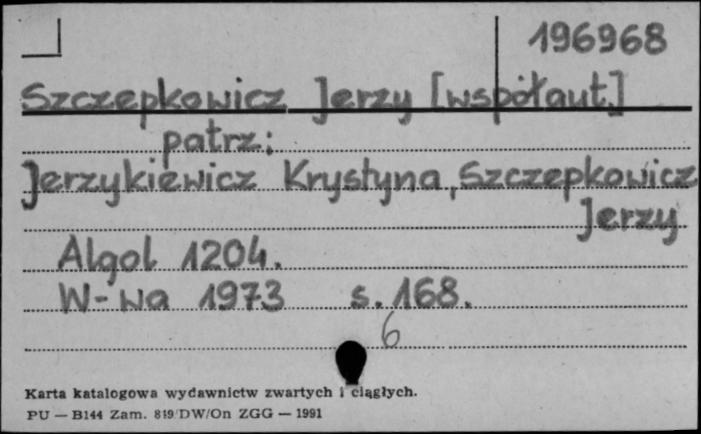 196968
Szczepkowicz Jerzy [współaut.]
patrz:
Jerzykiewicz Krystyna, Szczepkowicz
Jerzy
Algol 1204.
W-wa 1973 s. 168.
6
Karta katalogowa wydawnictw zwartych i ciągłych.
PU — B144 Zam. 819/DW/On ZGG — 1991